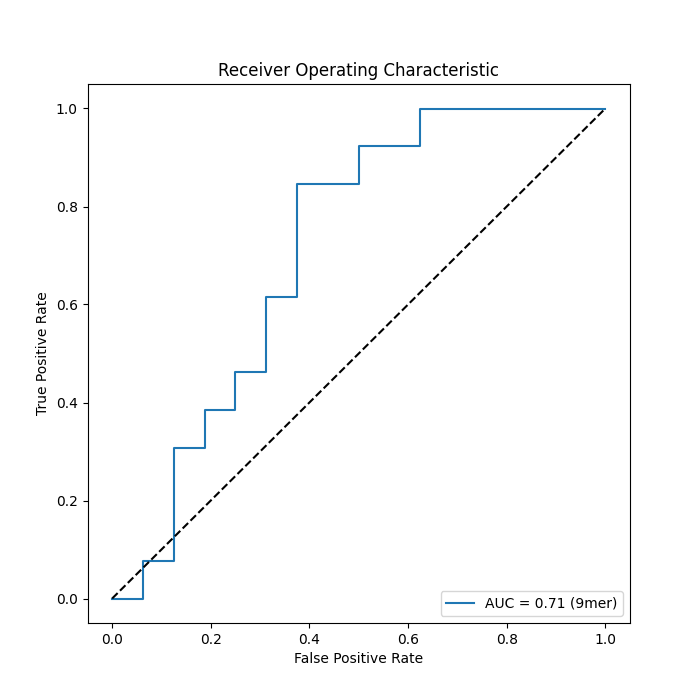 Receiver Operating Characteristic
1.0
0.8
0.6
0.4
0.2
0.0
True Positive Rate
AUC = 0.71 (9mer)
0.0 0.2 0.4 0.6 0.8 1.0
False Positive Rate